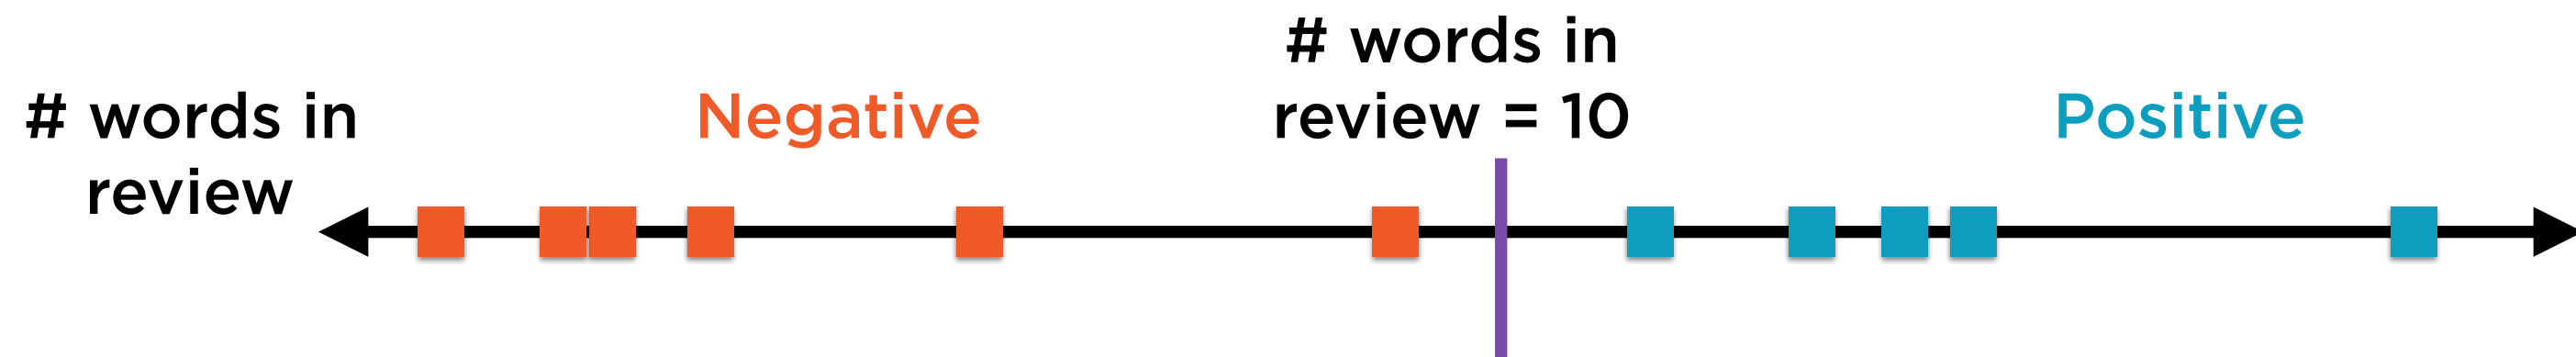 # words in
review
Negative
# words in
review = 10
Positive